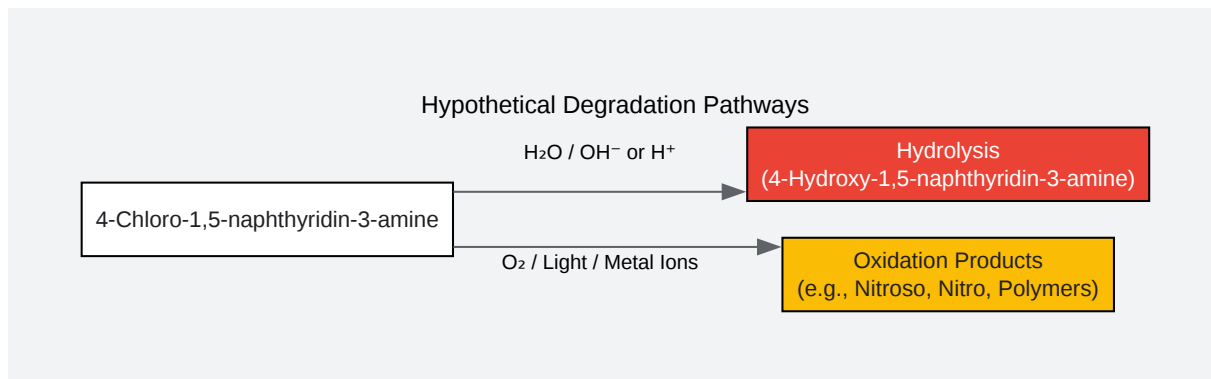 Hypothetical Degradation Pathways
H₂O / OH⁻ or H⁺
Hydrolysis
(4-Hydroxy-1,5-naphthyridin-3-amine)
4-Chloro-1,5-naphthyridin-3-amine
O₂ / Light / Metal Ions
Oxidation Products
(e.g., Nitroso, Nitro, Polymers)